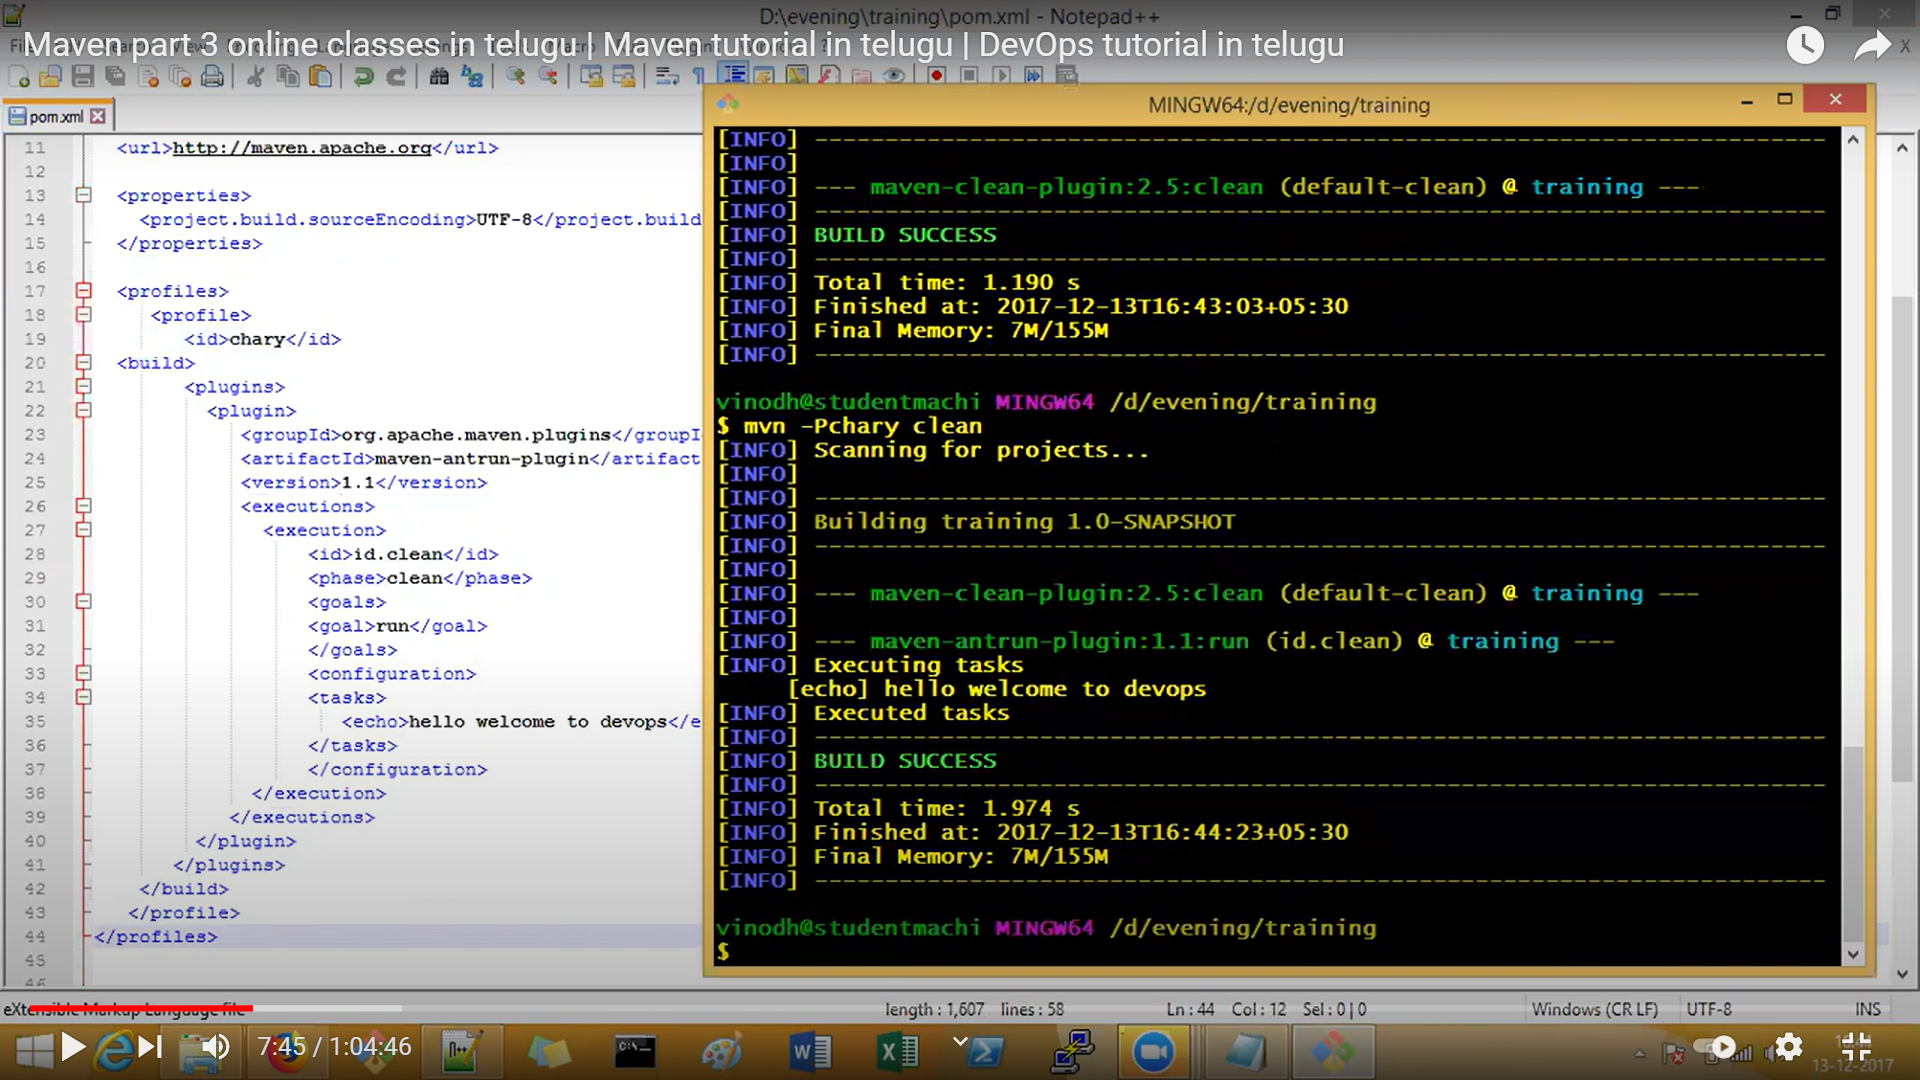 D:\evening\training\pom.xml - Notepad++
Maven part 3 online classes in telugu | Maven tutorial in telugu | DevOps tutorial in telugu
pom.xml
11 <url>http://maven.apache.org</url>
12
13 <properties>
14 <project.build.sourceEncoding>UTF-8</project.build
15 </properties>
16
17 <profiles>
18 <profile>
19 <id>chary</id>
20 <build>
21 <plugins>
22 <plugin>
23 <groupId>org.apache.maven.plugins</groupI
24 <artifactId>maven-antrun-plugin</artifact
25 <version>1.1</version>
26 <executions>
27 <execution>
28 <id>id.clean</id>
29 <phase>clean</phase>
30 <goals>
31 <goal>run</goal>
32 </goals>
33 <configuration>
34 <tasks>
35 <echo>hello welcome to devops</e
36 </tasks>
37 </configuration>
38 </execution>
39 </executions>
40 </plugin>
41 </plugins>
42 </build>
43 </profile>
44 </profiles>
45
46
MINGW64:/d/evening/training
[INFO] ------------------------------------------------------------------------
[INFO]
[INFO] --- maven-clean-plugin:2.5:clean (default-clean) @ training ---
[INFO] ------------------------------------------------------------------------
[INFO] BUILD SUCCESS
[INFO] ------------------------------------------------------------------------
[INFO] Total time: 1.190 s
[INFO] Finished at: 2017-12-13T16:43:03+05:30
[INFO] Final Memory: 7M/155M
[INFO] ------------------------------------------------------------------------
vinodh@studentmachi MINGW64 /d/evening/training
$ mvn -Pchary clean
[INFO] Scanning for projects...
[INFO]
[INFO] ------------------------------------------------------------------------
[INFO] Building training 1.0-SNAPSHOT
[INFO] ------------------------------------------------------------------------
[INFO]
[INFO] --- maven-clean-plugin:2.5:clean (default-clean) @ training ---
[INFO]
[INFO] --- maven-antrun-plugin:1.1:run (id.clean) @ training ---
[INFO] Executing tasks
[echo] hello welcome to devops
[INFO] Executed tasks
[INFO] ------------------------------------------------------------------------
[INFO] BUILD SUCCESS
[INFO] ------------------------------------------------------------------------
[INFO] Total time: 1.974 s
[INFO] Finished at: 2017-12-13T16:44:23+05:30
[INFO] Final Memory: 7M/155M
[INFO] ------------------------------------------------------------------------
vinodh@studentmachi MINGW64 /d/evening/training
$
eXtensible Markup Language file length : 1,607 lines : 58 Ln : 44 Col : 12 Sel : 0 | 0 Windows (CR LF) UTF-8 INS
7:45 / 1:04:46
13-12-2017